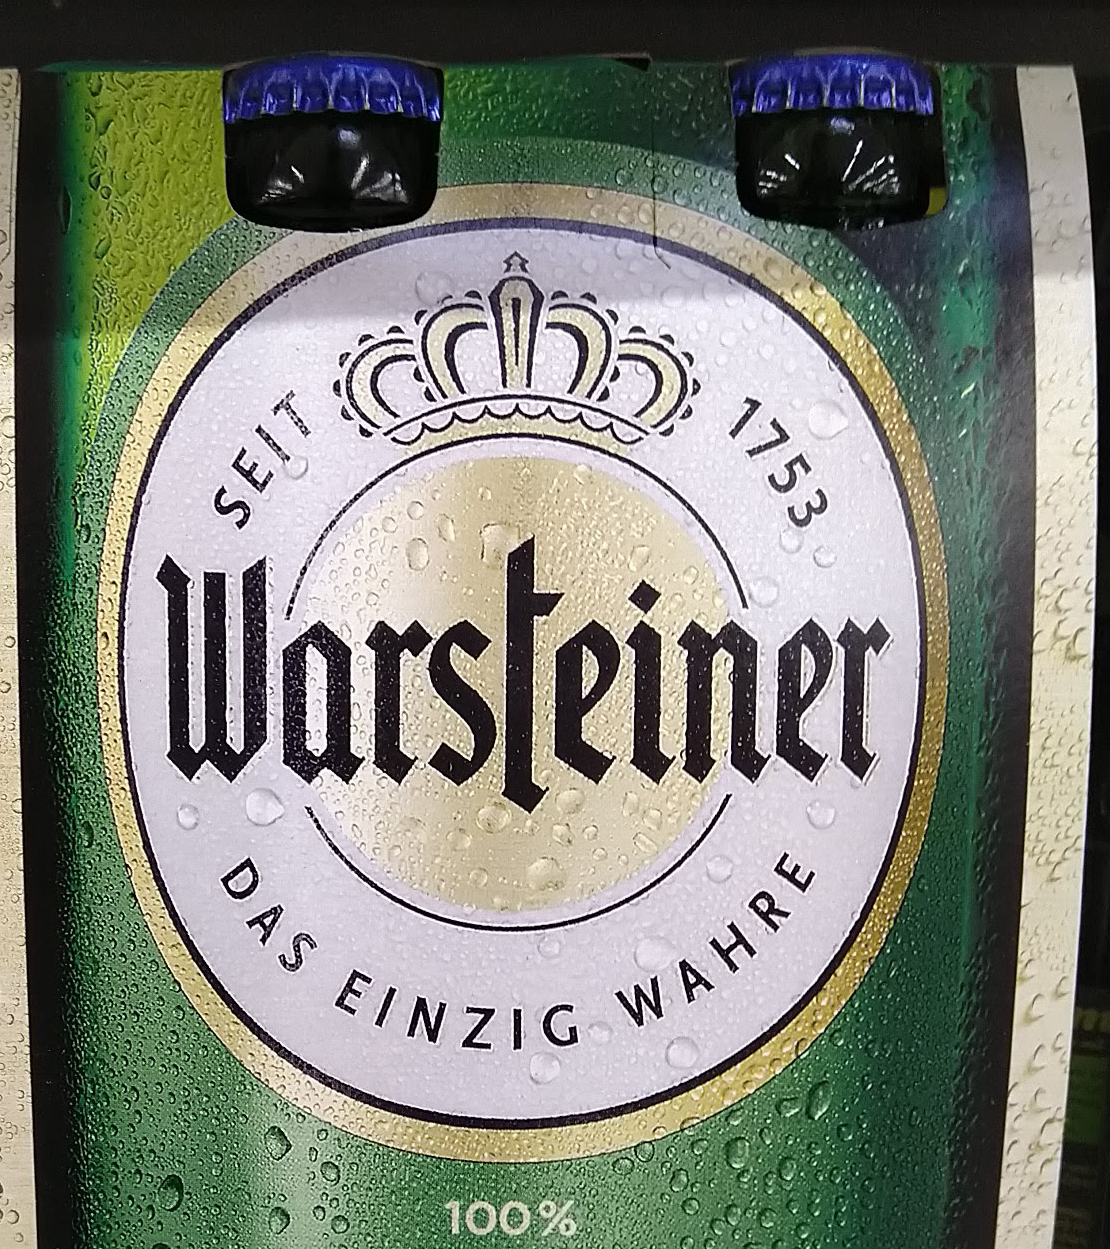 SEIT 1753
Warsteiner
DAS EINZIG WAHRE
100%